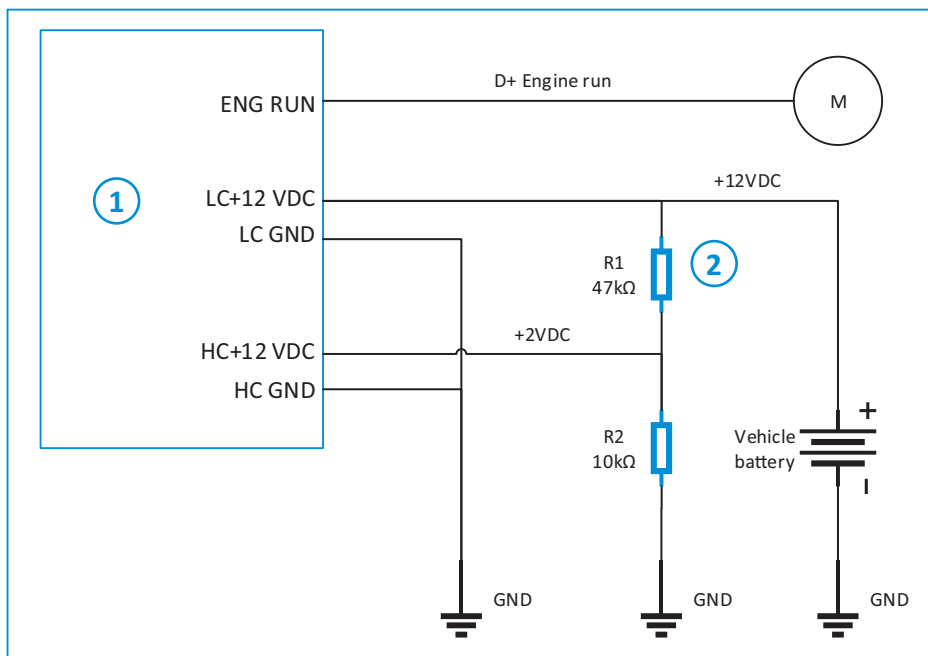 D+ Engine run
M
ENG RUN
+12VDC
1
LC+12 VDC
LC GND
R1
47kΩ
2
+2VDC
HC+12 VDC
HC GND
R2
10kΩ
Vehicle
battery
+
-
GND
GND
GND